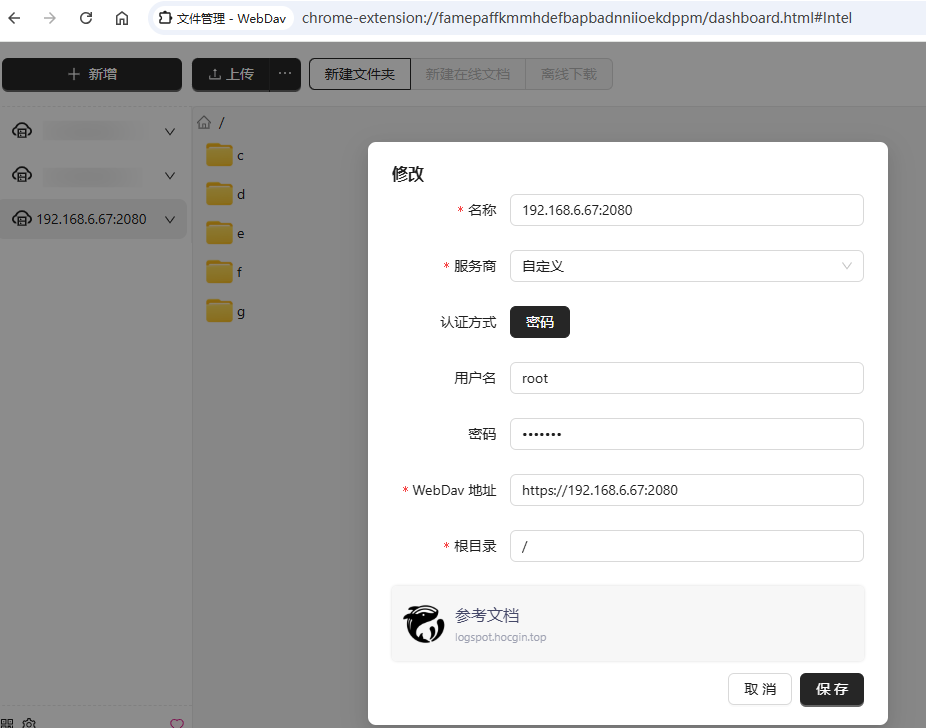 文件管理 - WebDav chrome-extension://famepaffkmmhdefbapbadnniioekdppm/dashboard.html#Intel
新增
上传 ··· 新建文件夹 新建在线文档 离线下载
/
192.168.6.67:2080
c
d
e
f
g
修改
* 名称 192.168.6.67:2080
* 服务商 自定义
认证方式 密码
用户名 root
密码 •••••••
* WebDav 地址 https://192.168.6.67:2080
* 根目录 /
参考文档
logspot.hocgin.top
取 消 保 存